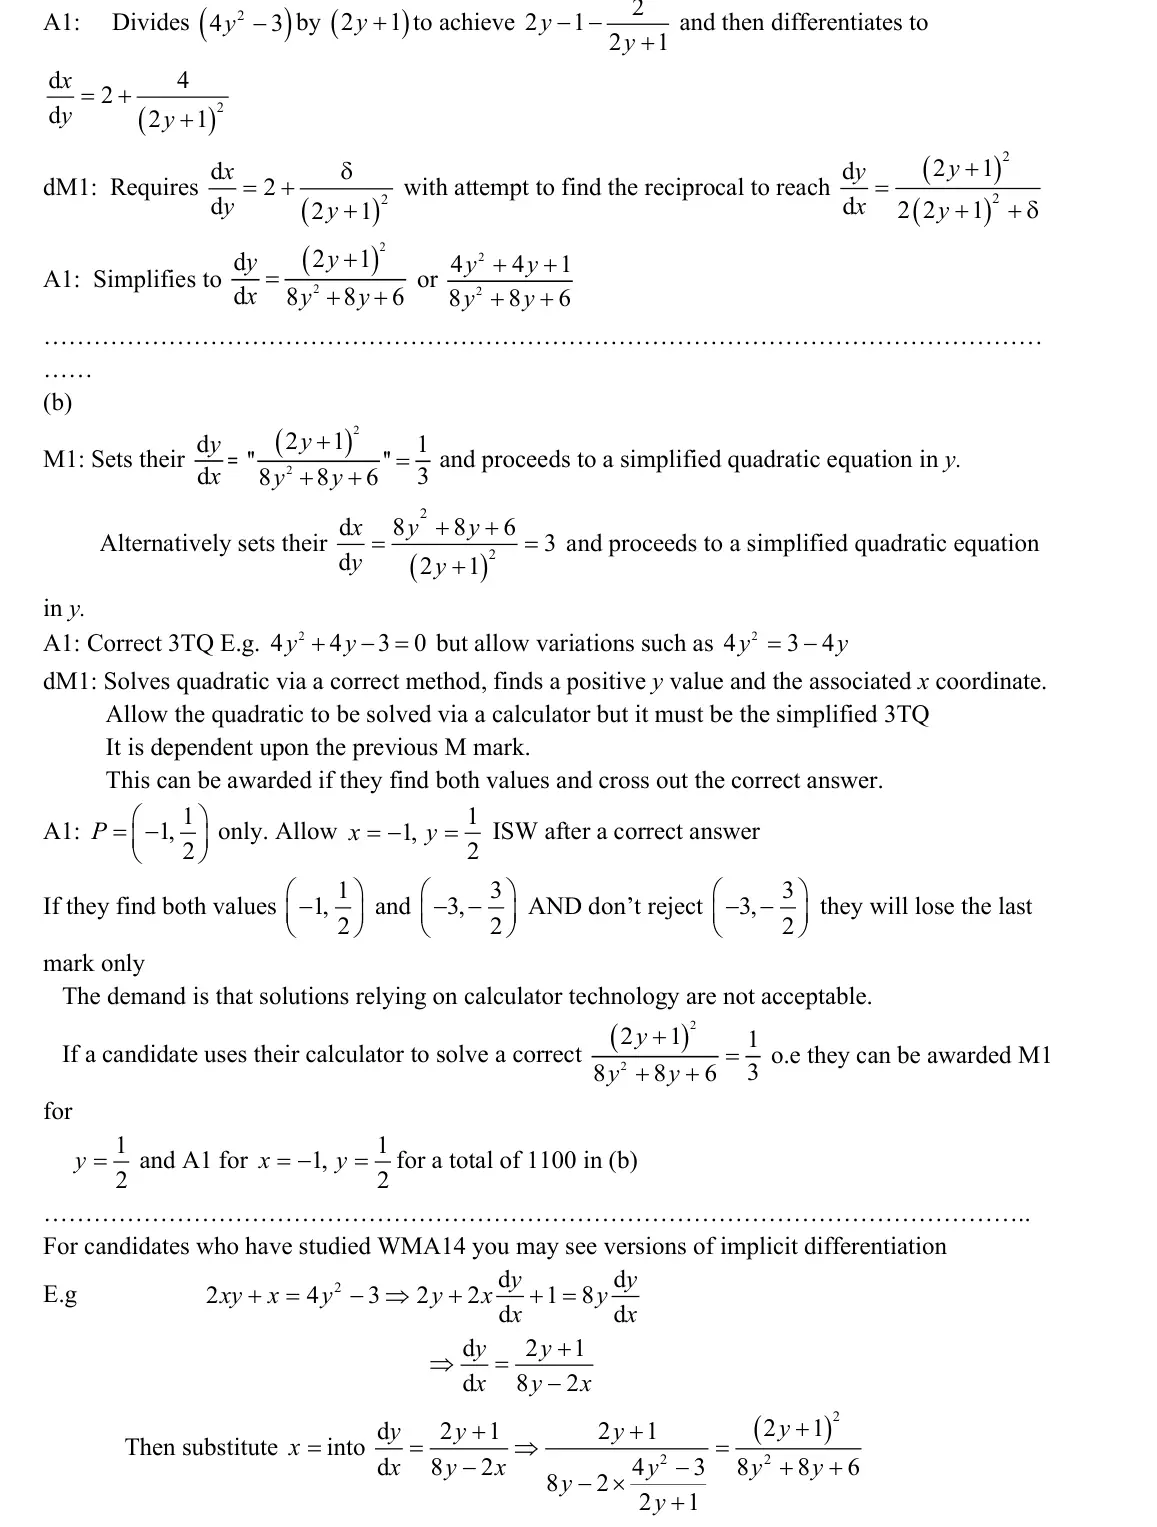 A1: Divides (4y² − 3) by (2y + 1) to achieve 2y − 1 − 2/(2y + 1) and then differentiates to
dx/dy = 2 + 4/(2y + 1)²
dM1: Requires dx/dy = 2 + δ/(2y + 1)² with attempt to find the reciprocal to reach dy/dx = (2y + 1)²/(2(2y + 1)² + δ)
A1: Simplifies to dy/dx = (2y + 1)²/(8y² + 8y + 6) or (4y² + 4y + 1)/(8y² + 8y + 6)
……………………………………………………………………………………………………………
……
(b)
M1: Sets their dy/dx = "(2y + 1)²/(8y² + 8y + 6)" = 1/3 and proceeds to a simplified quadratic equation in y.
Alternatively sets their dx/dy = (8y² + 8y + 6)/(2y + 1)² = 3 and proceeds to a simplified quadratic equation
in y.
A1: Correct 3TQ E.g. 4y² + 4y − 3 = 0 but allow variations such as 4y² = 3 − 4y
dM1: Solves quadratic via a correct method, finds a positive y value and the associated x coordinate.
Allow the quadratic to be solved via a calculator but it must be the simplified 3TQ
It is dependent upon the previous M mark.
This can be awarded if they find both values and cross out the correct answer.
A1: P = (−1, 1/2) only. Allow x = −1, y = 1/2 ISW after a correct answer
If they find both values (−1, 1/2) and (−3, −3/2) AND don’t reject (−3, −3/2) they will lose the last
mark only
The demand is that solutions relying on calculator technology are not acceptable.
If a candidate uses their calculator to solve a correct (2y + 1)²/(8y² + 8y + 6) = 1/3 o.e they can be awarded M1
for
y = 1/2 and A1 for x = −1, y = 1/2 for a total of 1100 in (b)
…………………………………………………………………………………………………………..
For candidates who have studied WMA14 you may see versions of implicit differentiation
E.g 2xy + x = 4y² − 3 ⇒ 2y + 2x dy/dx + 1 = 8y dy/dx
⇒ dy/dx = (2y + 1)/(8y − 2x)
Then substitute x = into dy/dx = (2y + 1)/(8y − 2x) ⇒ (2y + 1)/(8y − 2 × (4y² − 3)/(2y + 1)) = (2y + 1)²/(8y² + 8y + 6)